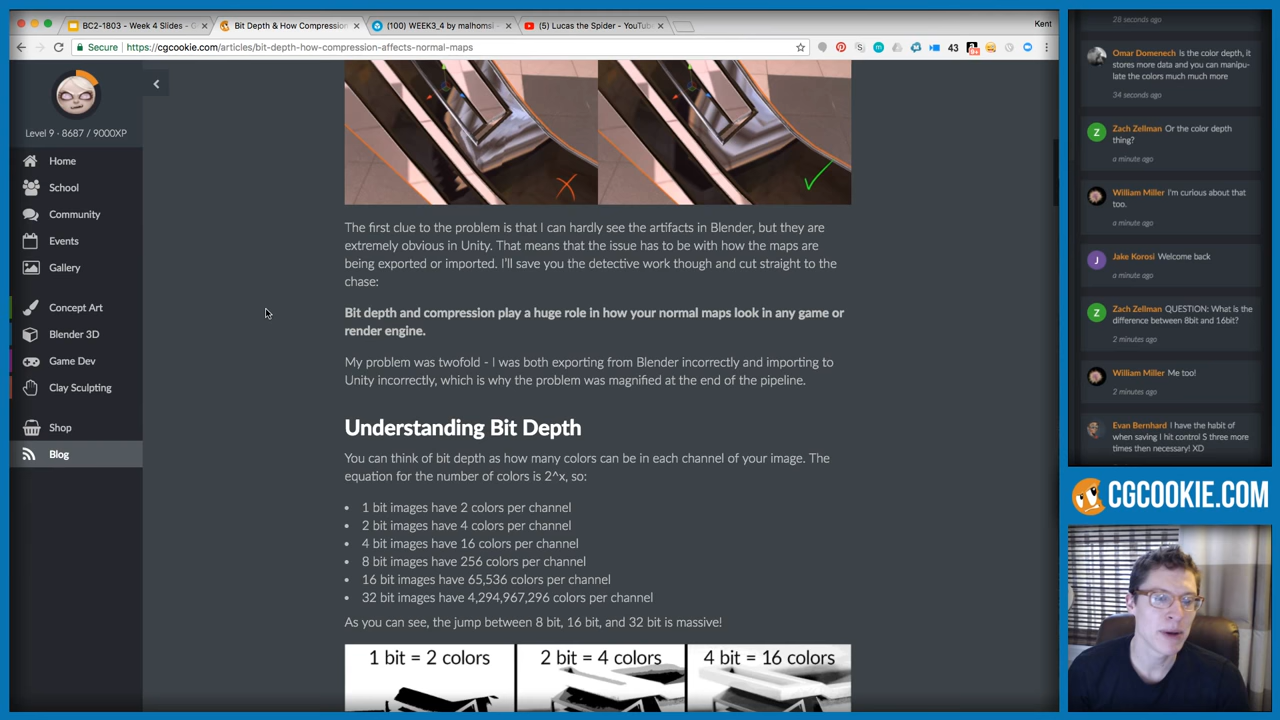 BC2-1803 - Week 4 Slides - G
Bit Depth & How Compression
(100) WEEK3_4 by malhomsi
(5) Lucas the Spider - YouTube
Kent
Secure
https://cgcookie.com/articles/bit-depth-how-compression-affects-normal-maps
43
Level 9 - 8687 / 9000XP
Home
School
Community
Events
Gallery
Concept Art
Blender 3D
Game Dev
Clay Sculpting
Shop
Blog
The first clue to the problem is that I can hardly see the artifacts in Blender, but they are
extremely obvious in Unity. That means that the issue has to be with how the maps are
being exported or imported. I'll save you the detective work though and cut straight to the
chase:
Bit depth and compression play a huge role in how your normal maps look in any game or
render engine.
My problem was twofold - I was both exporting from Blender incorrectly and importing to
Unity incorrectly, which is why the problem was magnified at the end of the pipeline.
Understanding Bit Depth
You can think of bit depth as how many colors can be in each channel of your image. The
equation for the number of colors is 2^x, so:
• 1 bit images have 2 colors per channel
• 2 bit images have 4 colors per channel
• 4 bit images have 16 colors per channel
• 8 bit images have 256 colors per channel
• 16 bit images have 65,536 colors per channel
• 32 bit images have 4,294,967,296 colors per channel
As you can see, the jump between 8 bit, 16 bit, and 32 bit is massive!
1 bit = 2 colors
2 bit = 4 colors
4 bit = 16 colors
28 seconds ago
Omar Domenech Is the color depth, it
stores more data and you can manipu-
late the colors much much more
34 seconds ago
Z
Zach Zellman Or the color depth
thing?
a minute ago
William Miller I'm curious about that
too.
a minute ago
J
Jake Korosi Welcome back
a minute ago
Z
Zach Zellman QUESTION: What is the
difference between 8bit and 16bit?
2 minutes ago
William Miller Me too!
2 minutes ago
Evan Bernhard I have the habit of
when saving I hit control S three more
times then necessary! XD
CGCOOKIE.COM